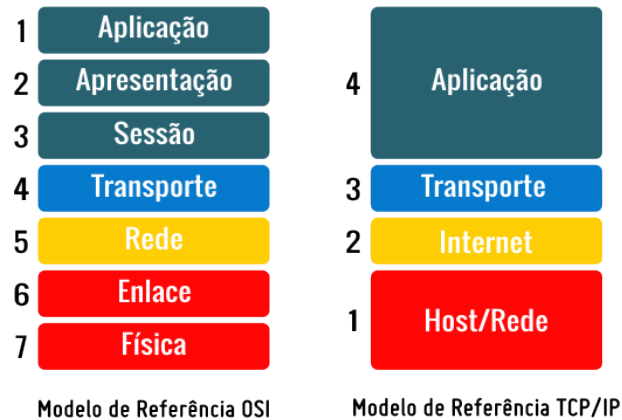 1 Aplicação
2 Apresentação
3 Sessão
4 Transporte
5 Rede
6 Enlace
7 Física
Modelo de Referência OSI
4 Aplicação
3 Transporte
2 Internet
1 Host/Rede
Modelo de Referência TCP/IP